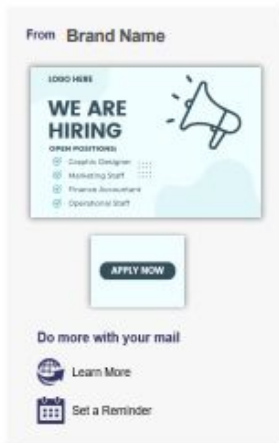 From Brand Name
LOGO HERE
WE ARE
HIRING
OPEN POSITIONS:
Graphic Designer
Marketing Staff
Finance Accountant
Operational Staff
APPLY NOW
Do more with your mail
Learn More
Set a Reminder